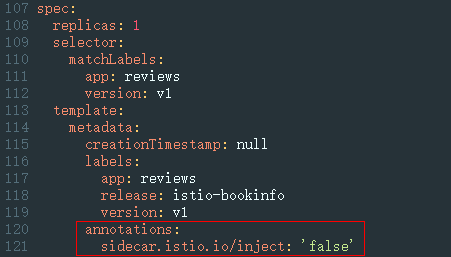 107 spec:
108   replicas: 1
109   selector:
110     matchLabels:
111       app: reviews
112       version: v1
113   template:
114     metadata:
115       creationTimestamp: null
116       labels:
117         app: reviews
118         release: istio-bookinfo
119         version: v1
120       annotations:
121         sidecar.istio.io/inject: 'false'